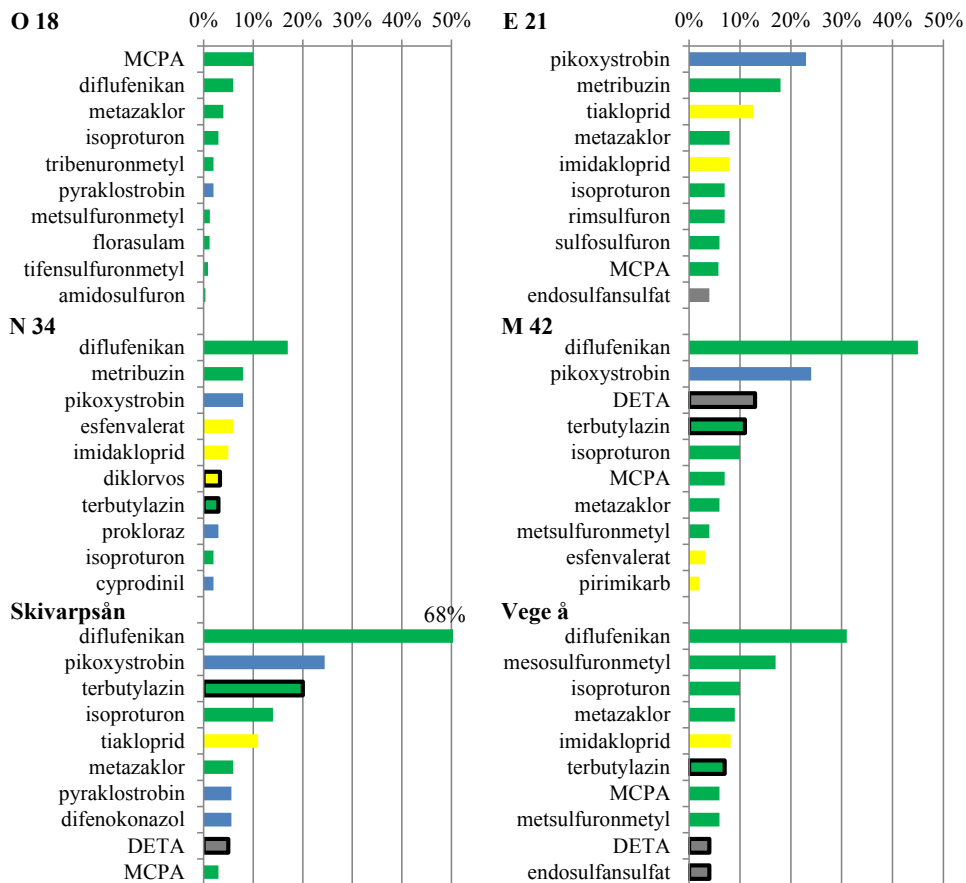 O 18
0% 10% 20% 30% 40% 50%
MCPA
diflufenikan
metazaklor
isoproturon
tribenuronmetyl
pyraklostrobin
metsulfuronmetyl
florasulam
tifensulfuronmetyl
amidosulfuron
E 21
0% 10% 20% 30% 40% 50%
pikoxystrobin
metribuzin
tiakloprid
metazaklor
imidakloprid
isoproturon
rimsulfuron
sulfosulfuron
MCPA
endosulfansulfat
N 34
diflufenikan
metribuzin
pikoxystrobin
esfenvalerat
imidakloprid
diklorvos
terbutylazin
prokloraz
isoproturon
cyprodinil
M 42
diflufenikan
pikoxystrobin
DETA
terbutylazin
isoproturon
MCPA
metazaklor
metsulfuronmetyl
esfenvalerat
pirimikarb
Skivarpsån
68%
diflufenikan
pikoxystrobin
terbutylazin
isoproturon
tiakloprid
metazaklor
pyraklostrobin
difenokonazol
DETA
MCPA
Vege å
diflufenikan
mesosulfuronmetyl
isoproturon
metazaklor
imidakloprid
terbutylazin
MCPA
metsulfuronmetyl
DETA
endosulfansulfat